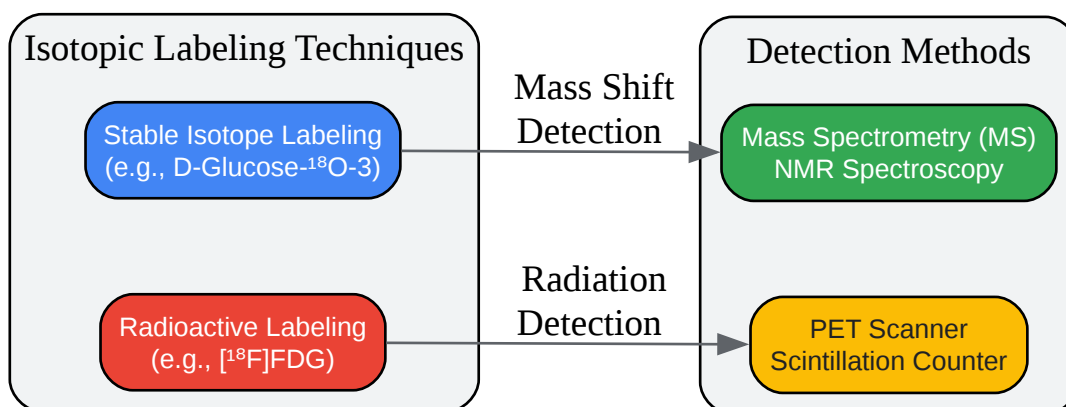 Isotopic Labeling Techniques
Stable Isotope Labeling
(e.g., D-Glucose-¹⁸O-3)
Radioactive Labeling
(e.g., [¹⁸F]FDG)
Mass Shift
Detection
Radiation
Detection
Detection Methods
Mass Spectrometry (MS)
NMR Spectroscopy
PET Scanner
Scintillation Counter